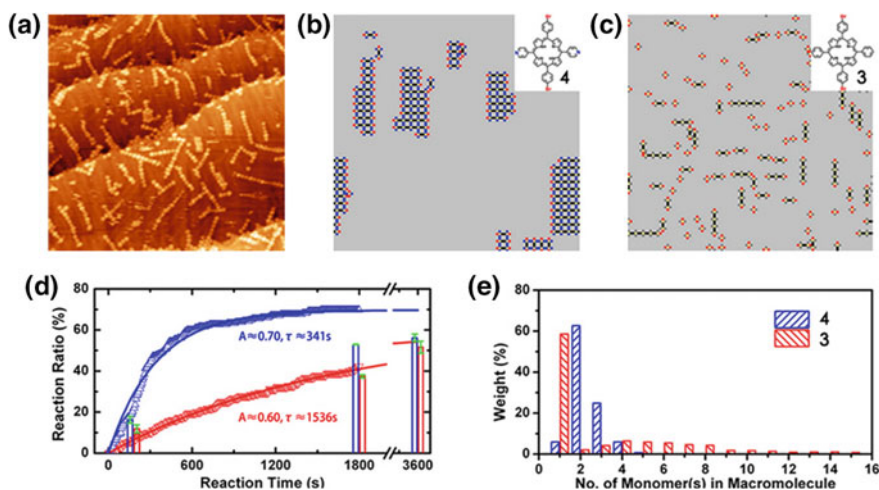 (a)
(b)
4
(c)
3
(d)
Reaction Ratio (%)
80
60
40
20
0
A≈0.70, τ ≈341s
A≈0.60, τ ≈1536s
0 600 1200 1800 3600
Reaction Time (s)
(e)
Weight (%)
80
60
40
20
0
4
3
0 2 4 6 8 10 12 14 16
No. of Monomer(s) in Macromolecule